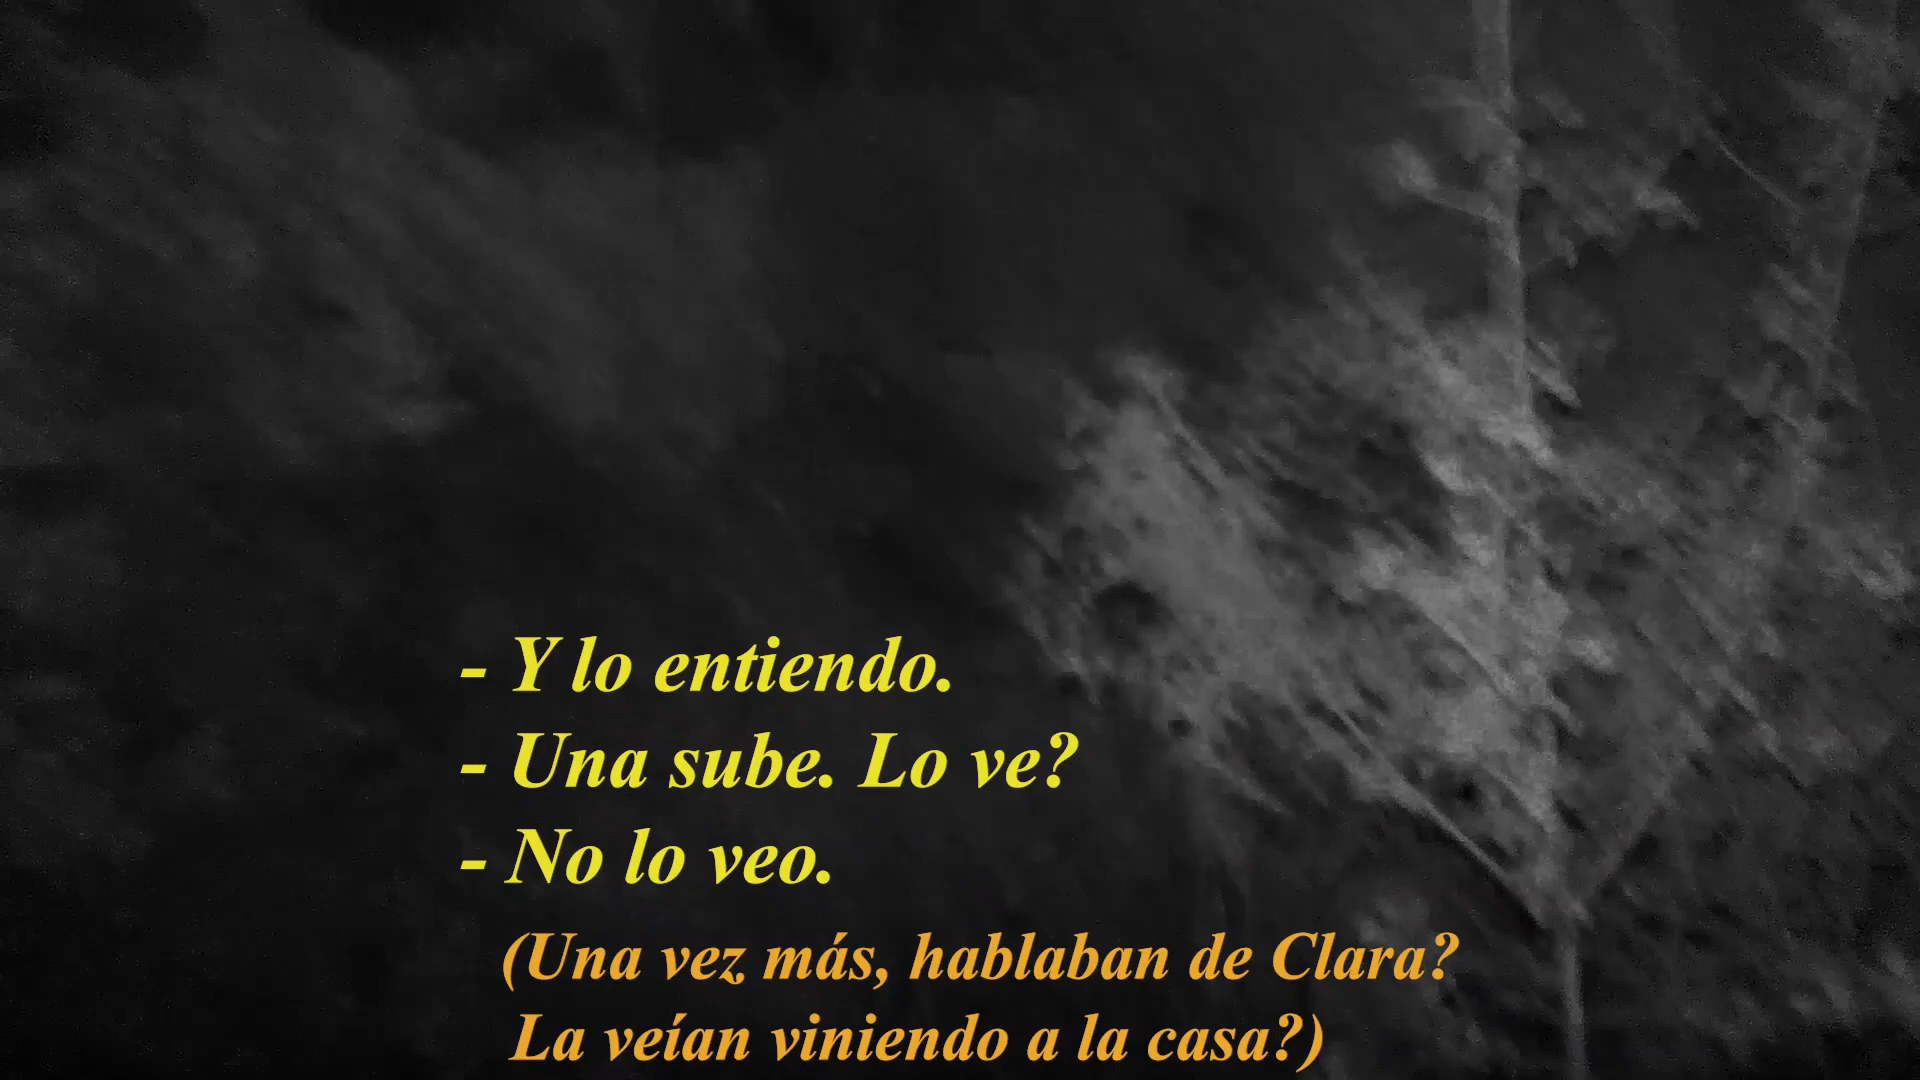 - Y lo entiendo.
- Una sube. Lo ve?
- No lo veo.
(Una vez más, hablaban de Clara?
La veían viniendo a la casa?)